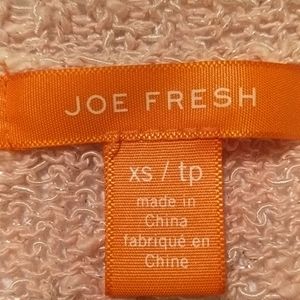 JOE FRESH
xs / tp
made in
China
fabriqué en
Chine